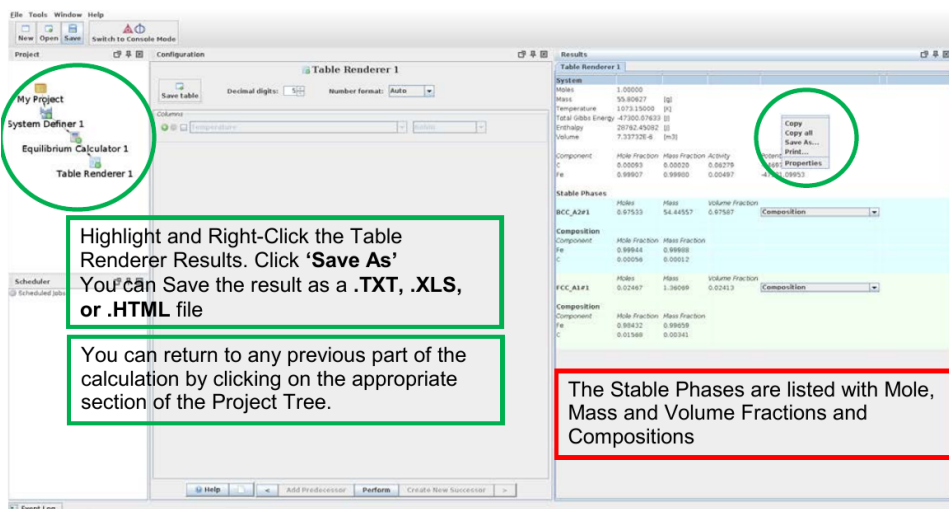 File Tools Window Help
New Open Save Switch to Console Mode
Project
My Project
System Definer 1
Equilibrium Calculator 1
Table Renderer 1
Scheduler
Scheduled Jobs
Configuration
Table Renderer 1
Save table Decimal digits: 5 Number format: Auto
Columns
Temperature Kelvin
Highlight and Right-Click the Table
Renderer Results. Click ‘Save As’
You can Save the result as a .TXT, .XLS,
or .HTML file
You can return to any previous part of the
calculation by clicking on the appropriate
section of the Project Tree.
Help < Add Predecessor Perform Create New Successor >
Results
Table Renderer 1
System
Moles 1.00000
Mass 55.80627 [g]
Temperature 1073.15000 [K]
Total Gibbs Energy -47300.07633 [J]
Enthalpy 28762.45092 [J]
Volume 7.33732E-6 [m3]
Copy
Copy all
Save As...
Print...
Properties
Component Mole Fraction Mass Fraction Activity
C 0.00093 0.00020 0.06279
Fe 0.99907 0.99980 0.00497
Stable Phases
Moles Mass Volume Fraction
BCC_A2#1 0.97533 54.44557 0.97587 Composition
Composition
Component Mole Fraction Mass Fraction
Fe 0.99944 0.99988
C 0.00056 0.00012
Moles Mass Volume Fraction
FCC_A1#1 0.02467 1.36069 0.02413 Composition
Composition
Component Mole Fraction Mass Fraction
Fe 0.98432 0.99659
C 0.01568 0.00341
The Stable Phases are listed with Mole,
Mass and Volume Fractions and
Compositions
Event Log